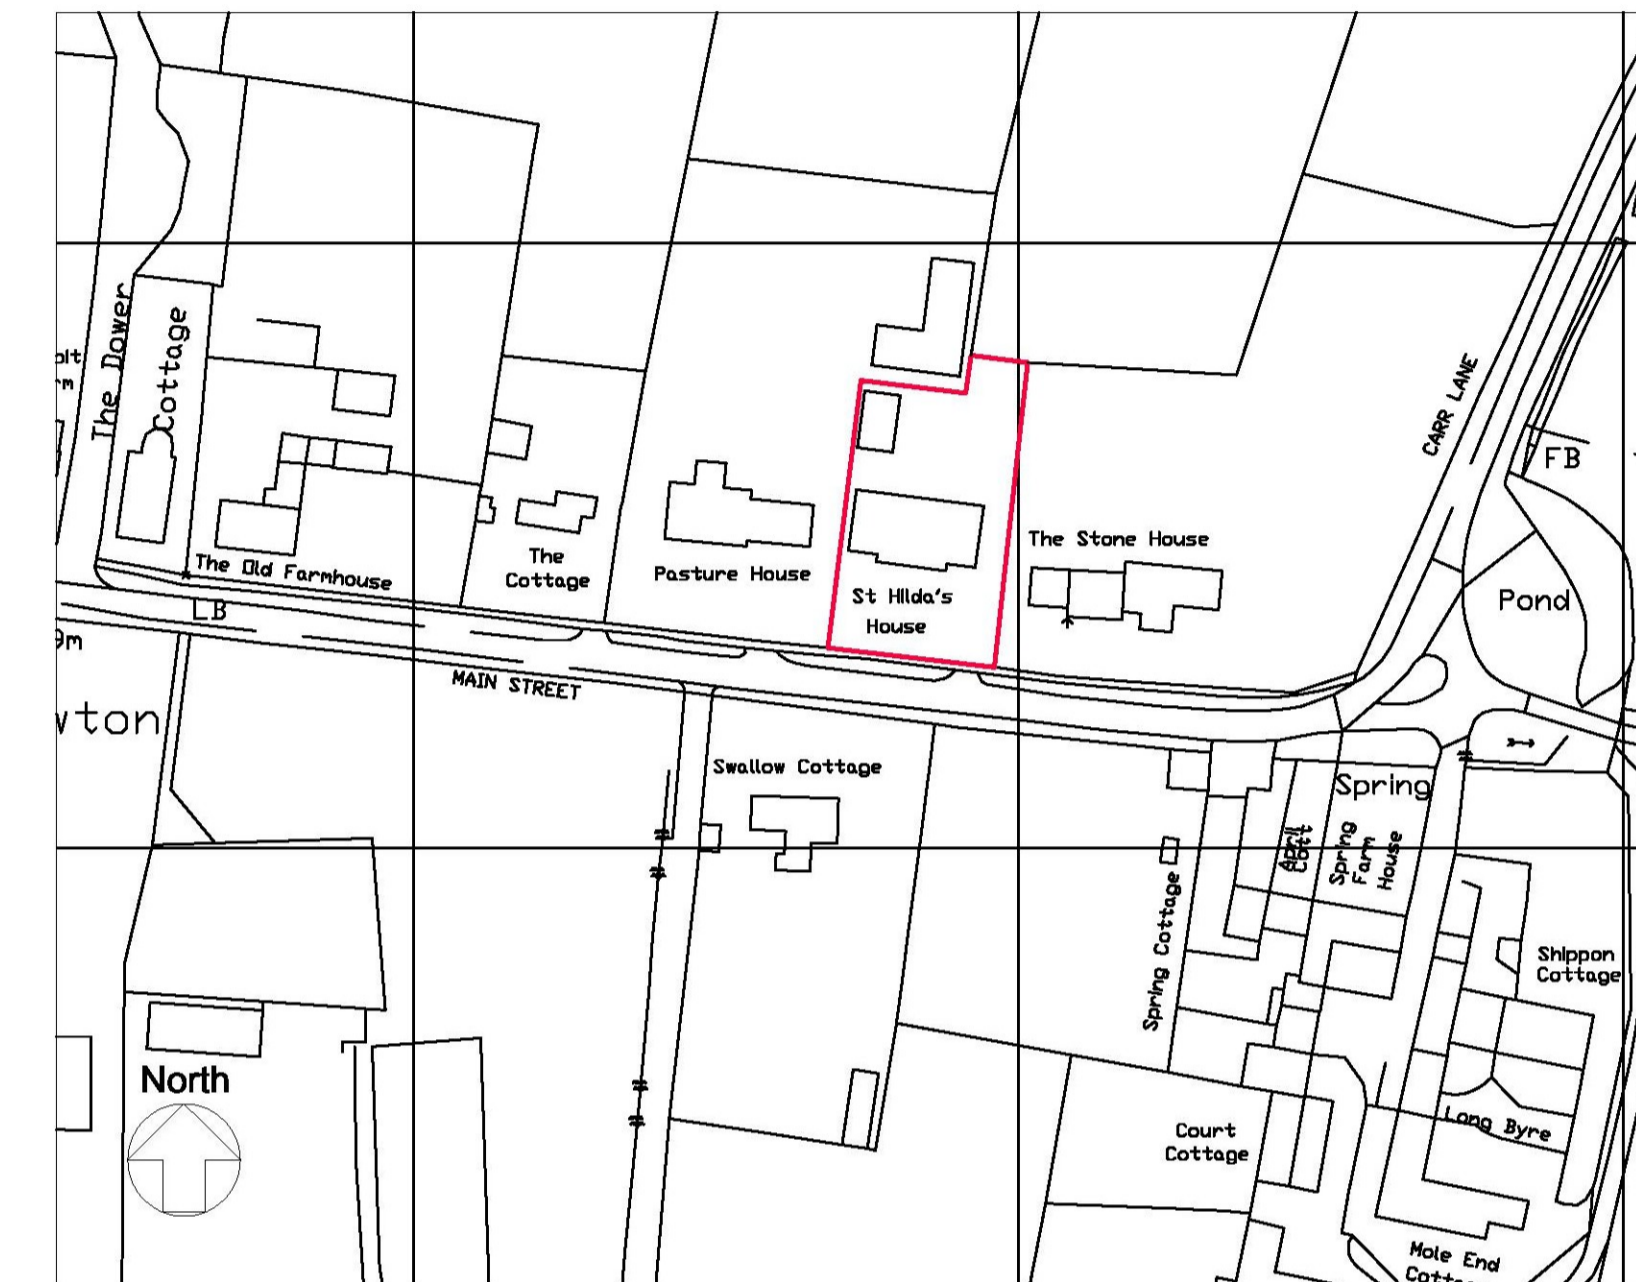 The Dower
Cottage
CARR LANE
FB
The Stone House
The Old Farmhouse
The
Cottage
Pasture House
St Hilda's
House
Pond
LB
9m
MAIN STREET
wton
Swallow Cottage
Spring
April
Cott
Spring
Farm
House
Spring Cottage
Shippon
Cottage
North
Long Byre
Court
Cottage
Mole End